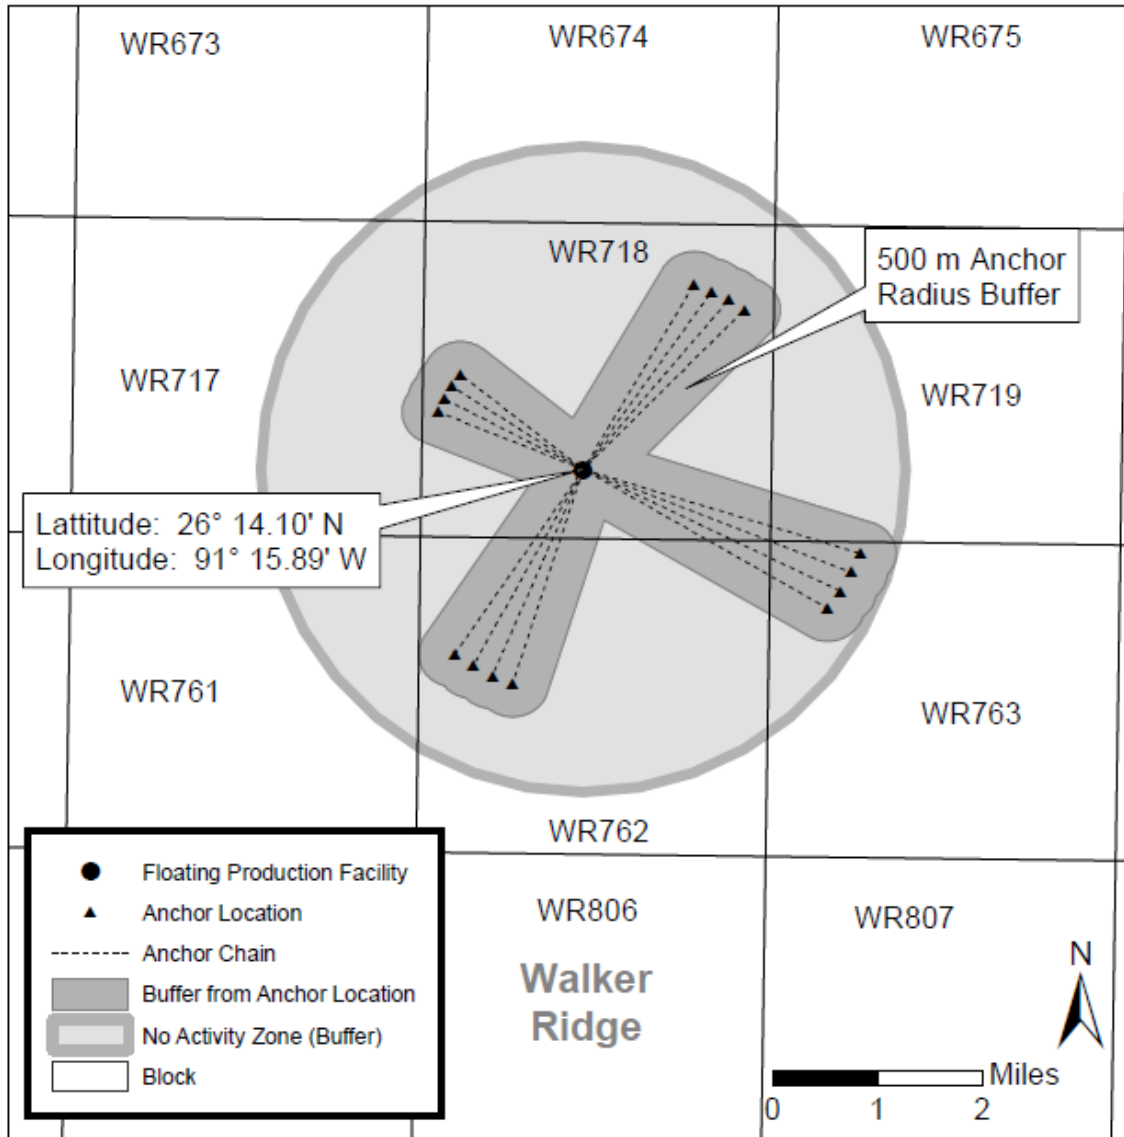 WR673
WR674
WR675
WR718
500 m Anchor
Radius Buffer
WR717
WR719
Lattitude: 26° 14.10' N
Longitude: 91° 15.89' W
WR761
WR763
WR762
Floating Production Facility
Anchor Location
Anchor Chain
Buffer from Anchor Location
No Activity Zone (Buffer)
Block
WR806
WR807
Walker
Ridge
N
Miles
0 1 2